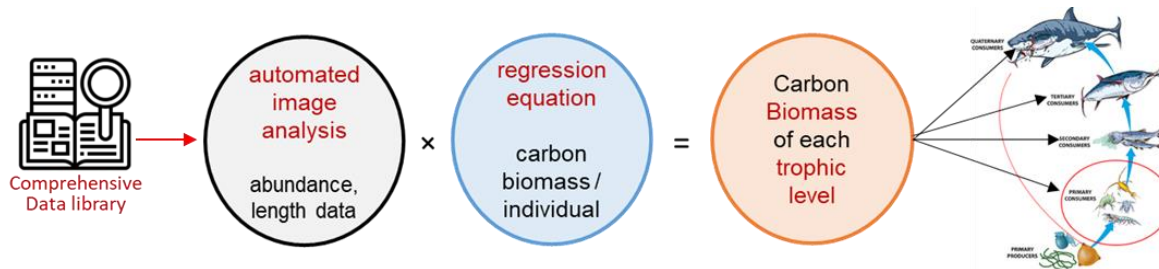 Comprehensive
Data library
automated
image
analysis
abundance,
length data
×
regression
equation
carbon
biomass /
individual
=
Carbon
Biomass
of each
trophic
level
QUATERNARY
CONSUMERS
TERTIARY
CONSUMERS
SECONDARY
CONSUMERS
PRIMARY
CONSUMERS
PRIMARY
PRODUCERS